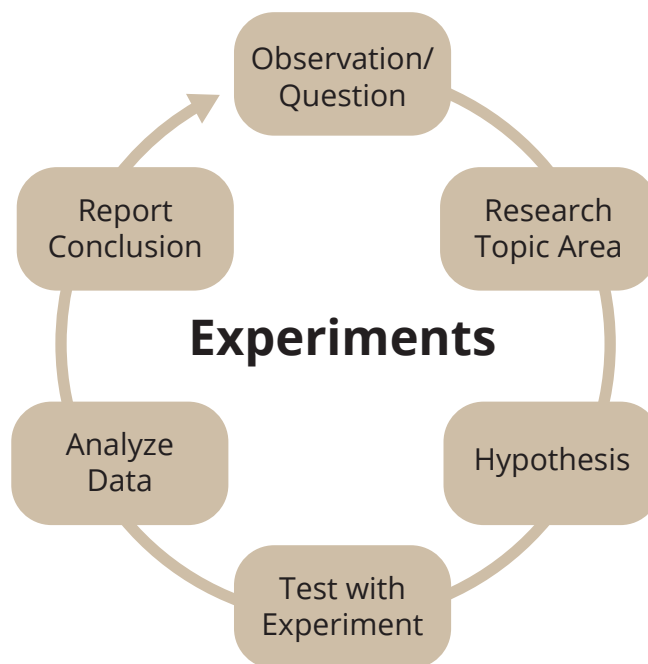 Observation/
Question
Research
Topic Area
Hypothesis
Test with
Experiment
Analyze
Data
Report
Conclusion
Experiments